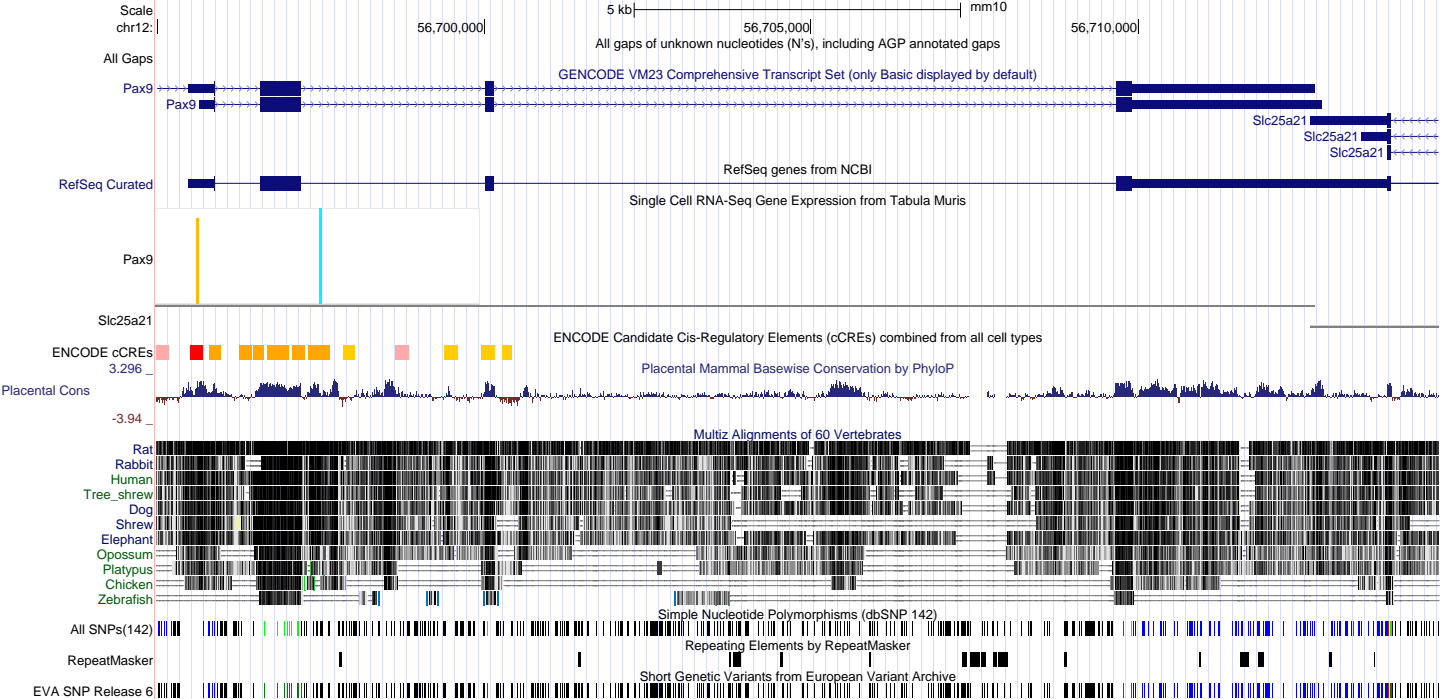 Scale 5 kb mm10
chr12: 56,700,000 56,705,000 56,710,000
All gaps of unknown nucleotides (N's), including AGP annotated gaps
All Gaps
GENCODE VM23 Comprehensive Transcript Set (only Basic displayed by default)
Pax9
Pax9
Slc25a21
Slc25a21
Slc25a21
RefSeq genes from NCBI
RefSeq Curated
Single Cell RNA-Seq Gene Expression from Tabula Muris
Pax9
Slc25a21
ENCODE Candidate Cis-Regulatory Elements (cCREs) combined from all cell types
ENCODE cCREs
3.296 _
Placental Mammal Basewise Conservation by PhyloP
Placental Cons
-3.94 _
Multiz Alignments of 60 Vertebrates
Rat
Rabbit
Human
Tree_shrew
Dog
Shrew
Elephant
Opossum
Platypus
Chicken
Zebrafish
Simple Nucleotide Polymorphisms (dbSNP 142)
All SNPs(142)
Repeating Elements by RepeatMasker
RepeatMasker
Short Genetic Variants from European Variant Archive
EVA SNP Release 6